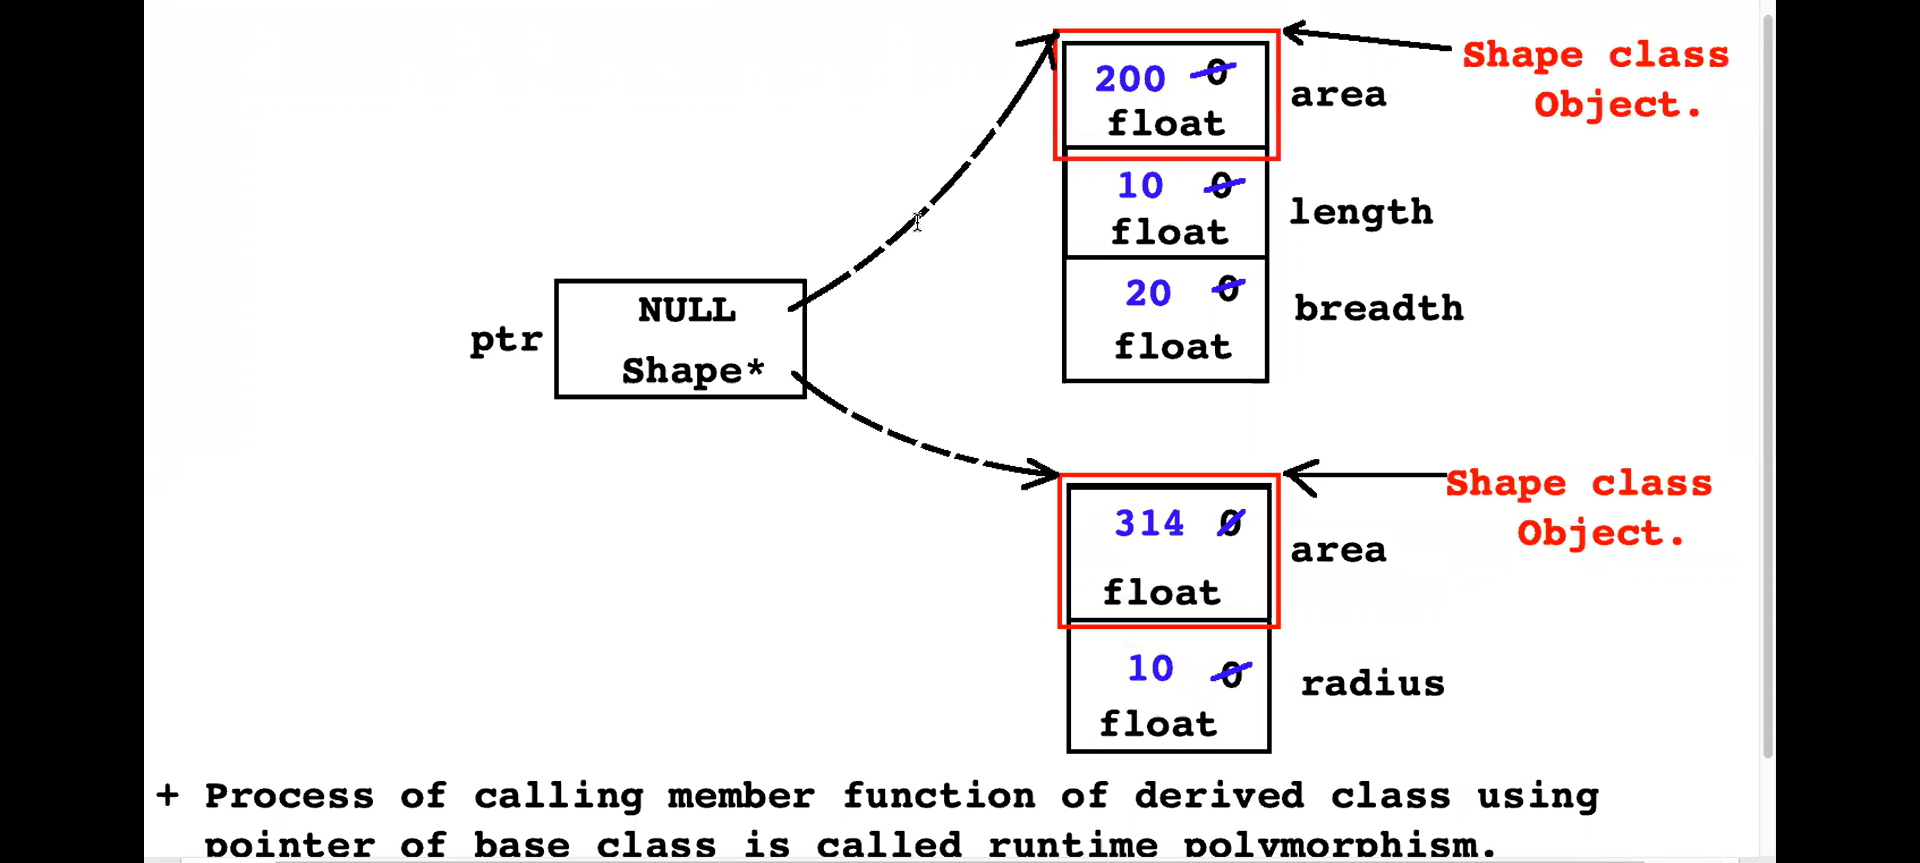 200 0
float
area
Shape class
Object.
10 0
float
length
20 0
float
breadth
ptr
NULL
Shape*
314 0
float
area
Shape class
Object.
10 0
float
radius
+ Process of calling member function of derived class using
pointer of base class is called runtime polymorphism.